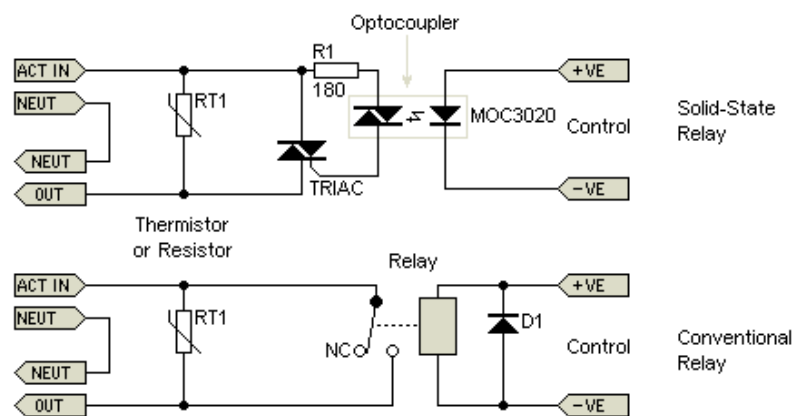 Optocoupler
ACT IN
R1
+VE
NEUT
RT1
180
MOC3020
Control
Solid-State
Relay
NEUT
OUT
TRIAC
-VE
Thermistor
or Resistor
Relay
ACT IN
+VE
NEUT
RT1
D1
NC
Control
Conventional
Relay
NEUT
OUT
-VE